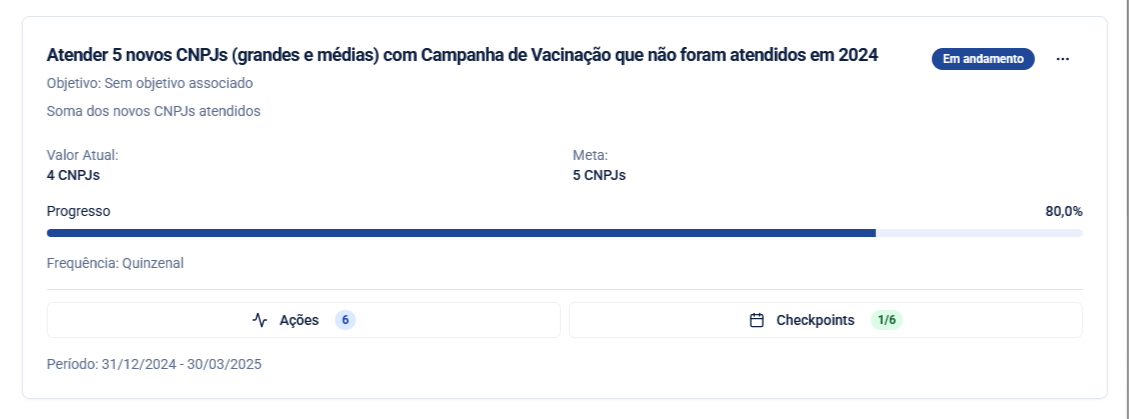 Atender 5 novos CNPJs (grandes e médias) com Campanha de Vacinação que não foram atendidos em 2024
Em andamento
...
Objetivo: Sem objetivo associado
Soma dos novos CNPJs atendidos
Valor Atual:
4 CNPJs
Meta:
5 CNPJs
Progresso
80,0%
Frequência: Quinzenal
Ações 6
Checkpoints 1/6
Período: 31/12/2024 - 30/03/2025